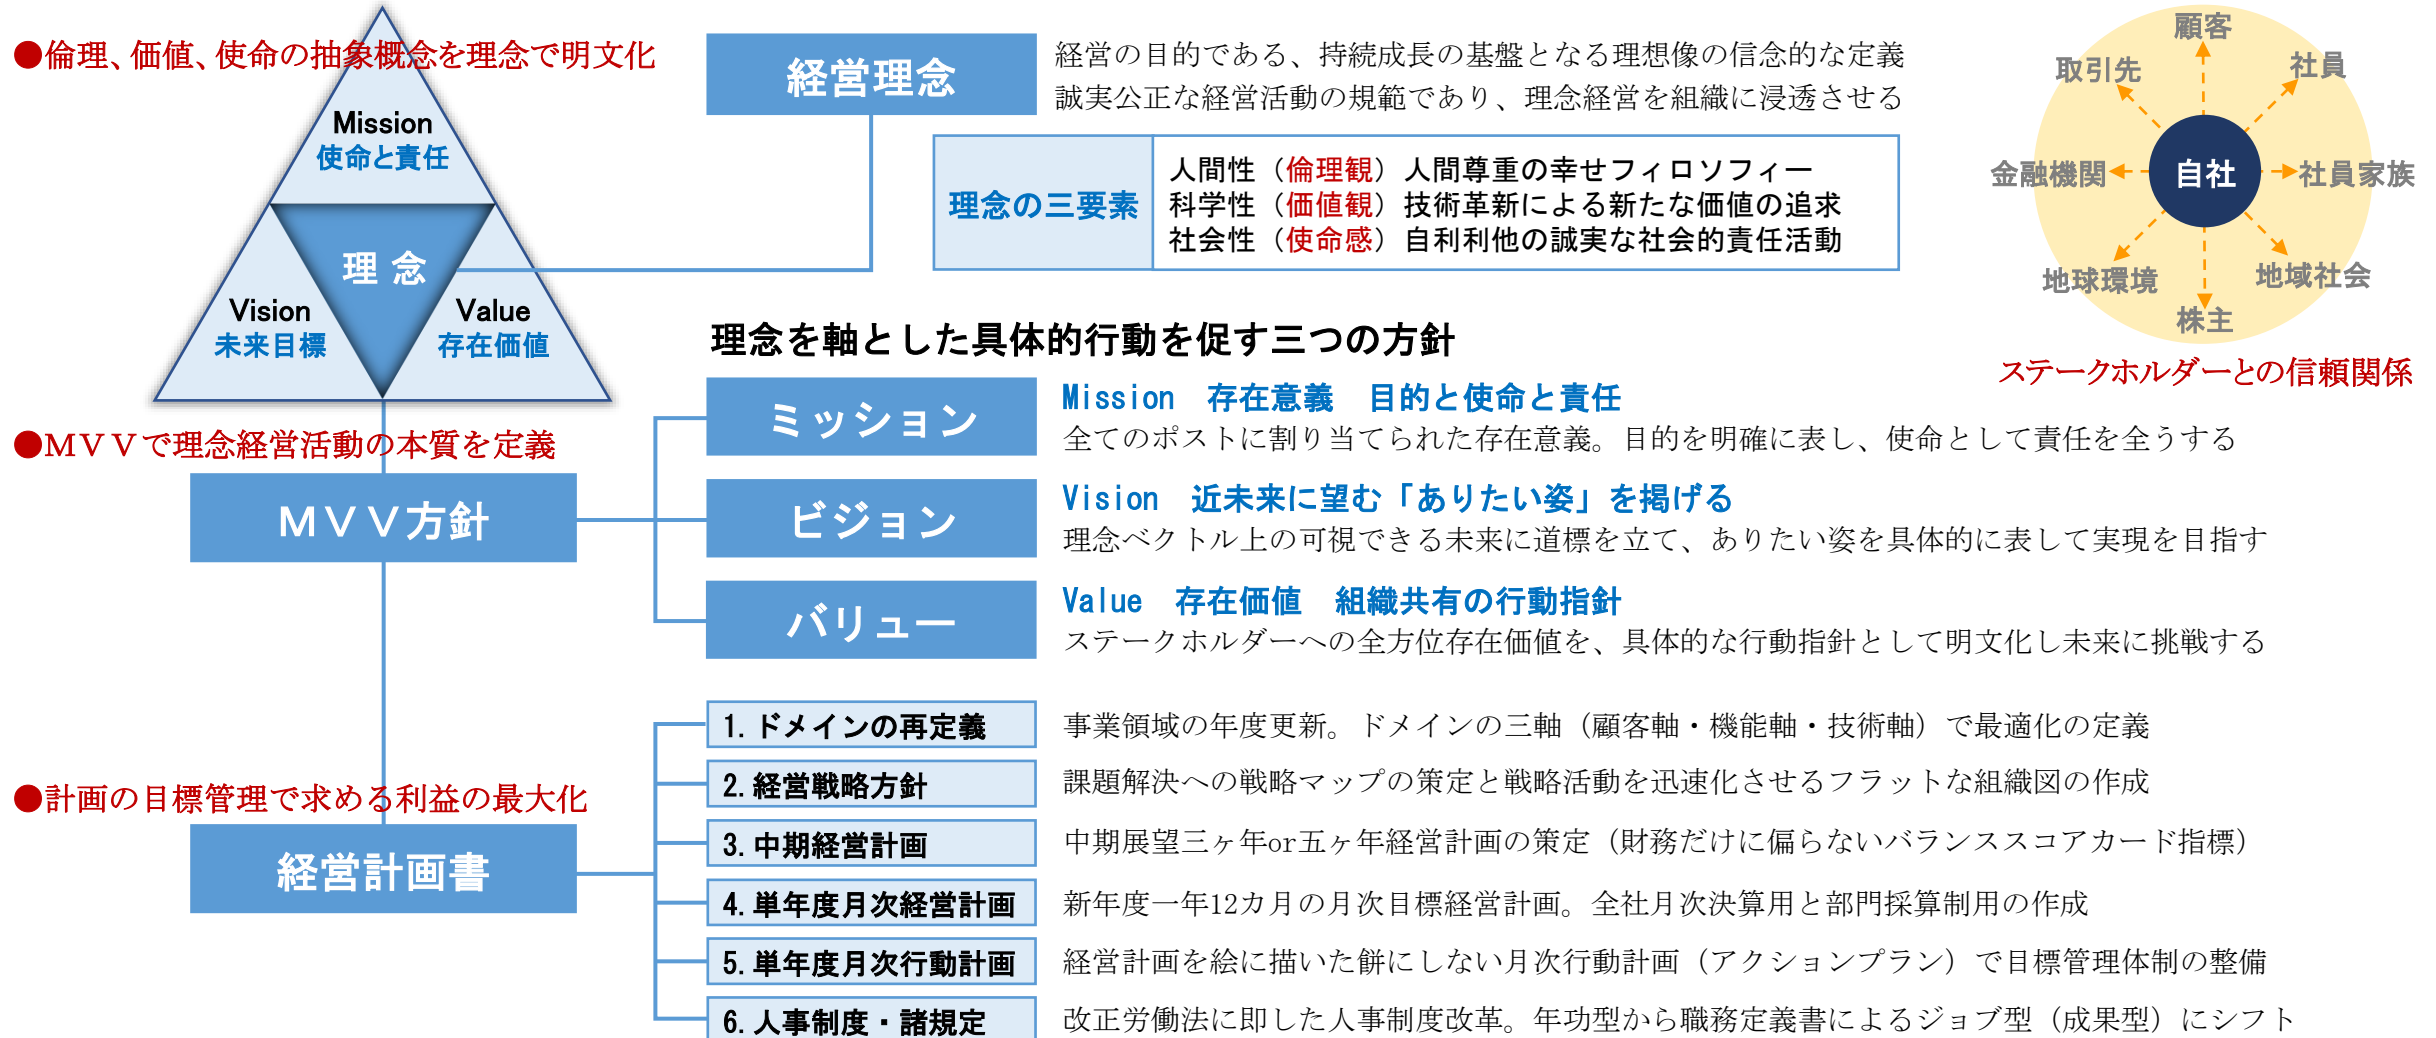 ●倫理、価値、使命の抽象概念を理念で明文化
Mission
使命と責任
理 念
Vision
未来目標
Value
存在価値
経営理念
経営の目的である、持続成長の基盤となる理想像の信念的な定義
誠実公正な経営活動の規範であり、理念経営を組織に浸透させる
理念の三要素
人間性（倫理観）人間尊重の幸せフィロソフィー
科学性（価値観）技術革新による新たな価値の追求
社会性（使命感）自利利他の誠実な社会的責任活動
顧客
取引先
社員
金融機関
自社
社員家族
地球環境
地域社会
株主
ステークホルダーとの信頼関係
理念を軸とした具体的行動を促す三つの方針
●ＭＶＶで理念経営活動の本質を定義
ＭＶＶ方針
ミッション
Mission　存在意義　目的と使命と責任
全てのポストに割り当てられた存在意義。目的を明確に表し、使命として責任を全うする
ビジョン
Vision　近未来に望む「ありたい姿」を掲げる
理念ベクトル上の可視できる未来に道標を立て、ありたい姿を具体的に表して実現を目指す
バリュー
Value　存在価値　組織共有の行動指針
ステークホルダーへの全方位存在価値を、具体的な行動指針として明文化し未来に挑戦する
●計画の目標管理で求める利益の最大化
経営計画書
1. ドメインの再定義
事業領域の年度更新。ドメインの三軸（顧客軸・機能軸・技術軸）で最適化の定義
2. 経営戦略方針
課題解決への戦略マップの策定と戦略活動を迅速化させるフラットな組織図の作成
3. 中期経営計画
中期展望三ヶ年or五ヶ年経営計画の策定（財務だけに偏らないバランススコアカード指標）
4. 単年度月次経営計画
新年度一年12カ月の月次目標経営計画。全社月次決算用と部門採算制用の作成
5. 単年度月次行動計画
経営計画を絵に描いた餅にしない月次行動計画（アクションプラン）で目標管理体制の整備
6. 人事制度・諸規定
改正労働法に即した人事制度改革。年功型から職務定義書によるジョブ型（成果型）にシフト